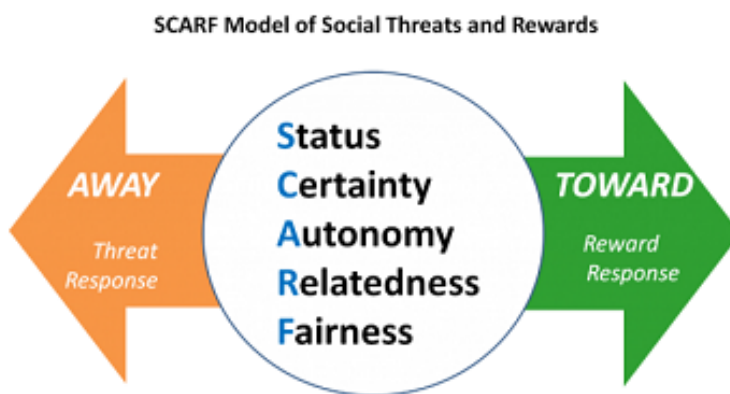 SCARF Model of Social Threats and Rewards
AWAY
Threat
Response
Status
Certainty
Autonomy
Relatedness
Fairness
TOWARD
Reward
Response